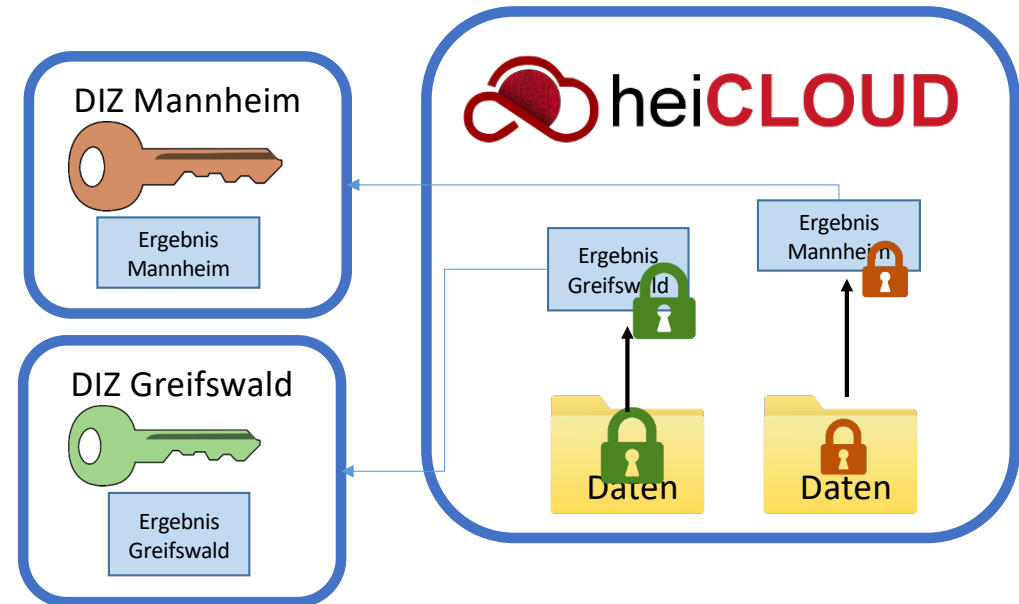 DIZ Mannheim
Ergebnis
Mannheim
DIZ Greifswald
Ergebnis
Greifswald
heiCLOUD
Ergebnis
Greifswald
Ergebnis
Mannheim
Daten
Daten